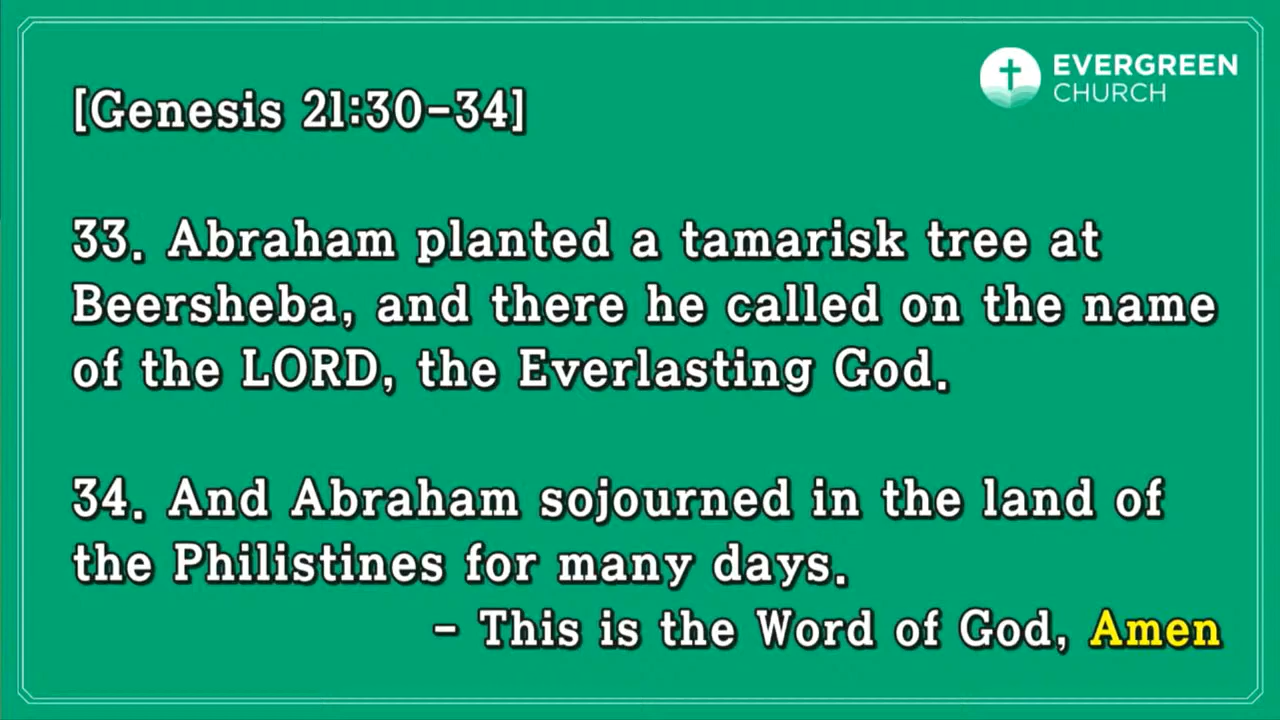 EVERGREEN
CHURCH
[Genesis 21:30-34]
33. Abraham planted a tamarisk tree at
Beersheba, and there he called on the name
of the LORD, the Everlasting God.
34. And Abraham sojourned in the land of
the Philistines for many days.
- This is the Word of God, Amen